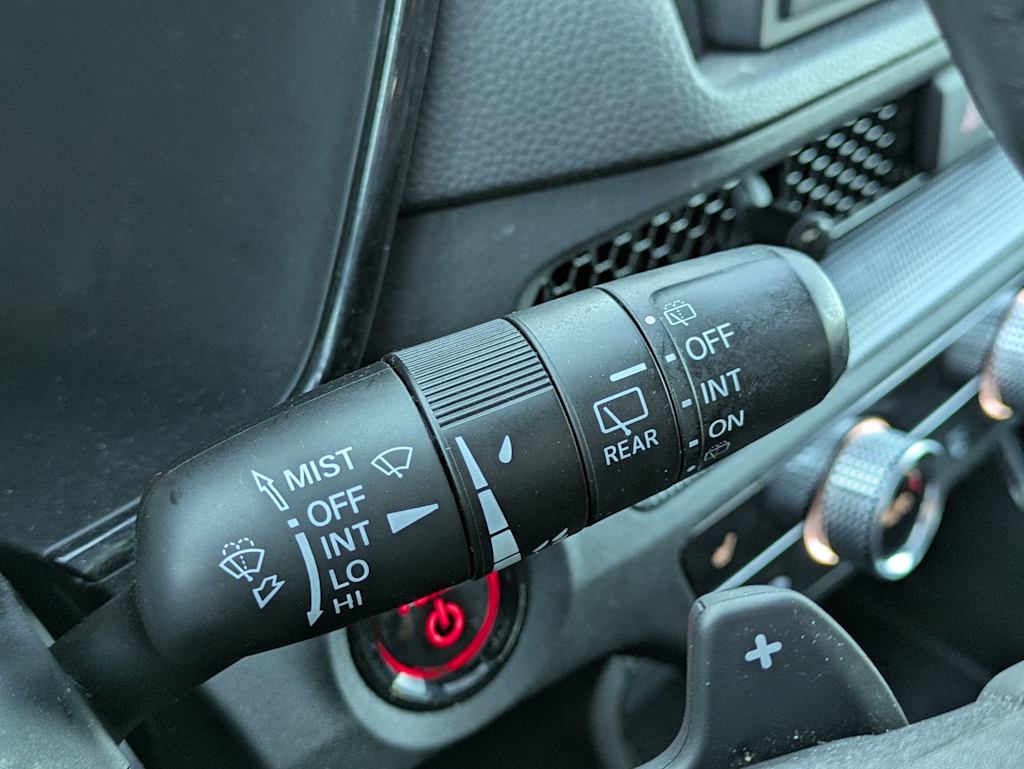 MIST
OFF
INT
LO
HI
REAR
OFF
INT
ON
+